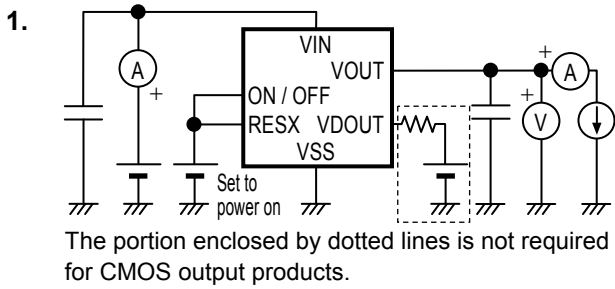 1.
A
+
VIN
VOUT
ON / OFF
RESX VDOUT
VSS
Set to
power on
+
A
+
V
The portion enclosed by dotted lines is not required
for CMOS output products.